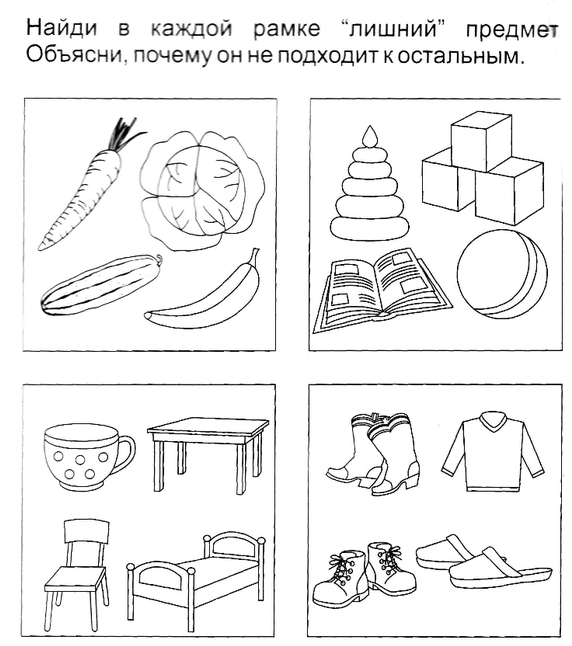 Найди в каждой рамке “лишний” предмет
Объясни, почему он не подходит к остальным.